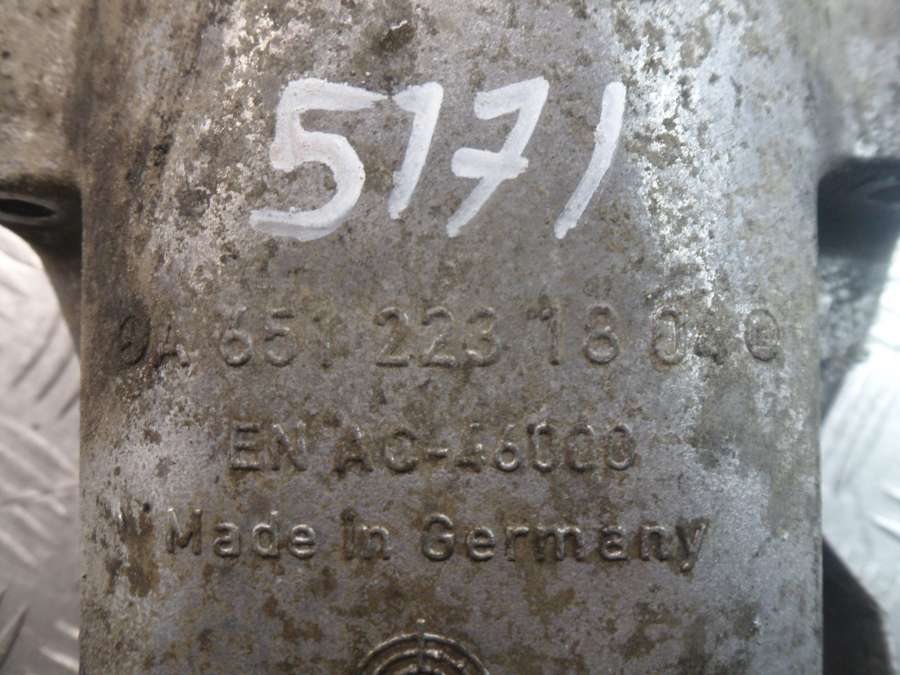 5171
A 651 223 18 04
EN AC-46000
Made in Germany